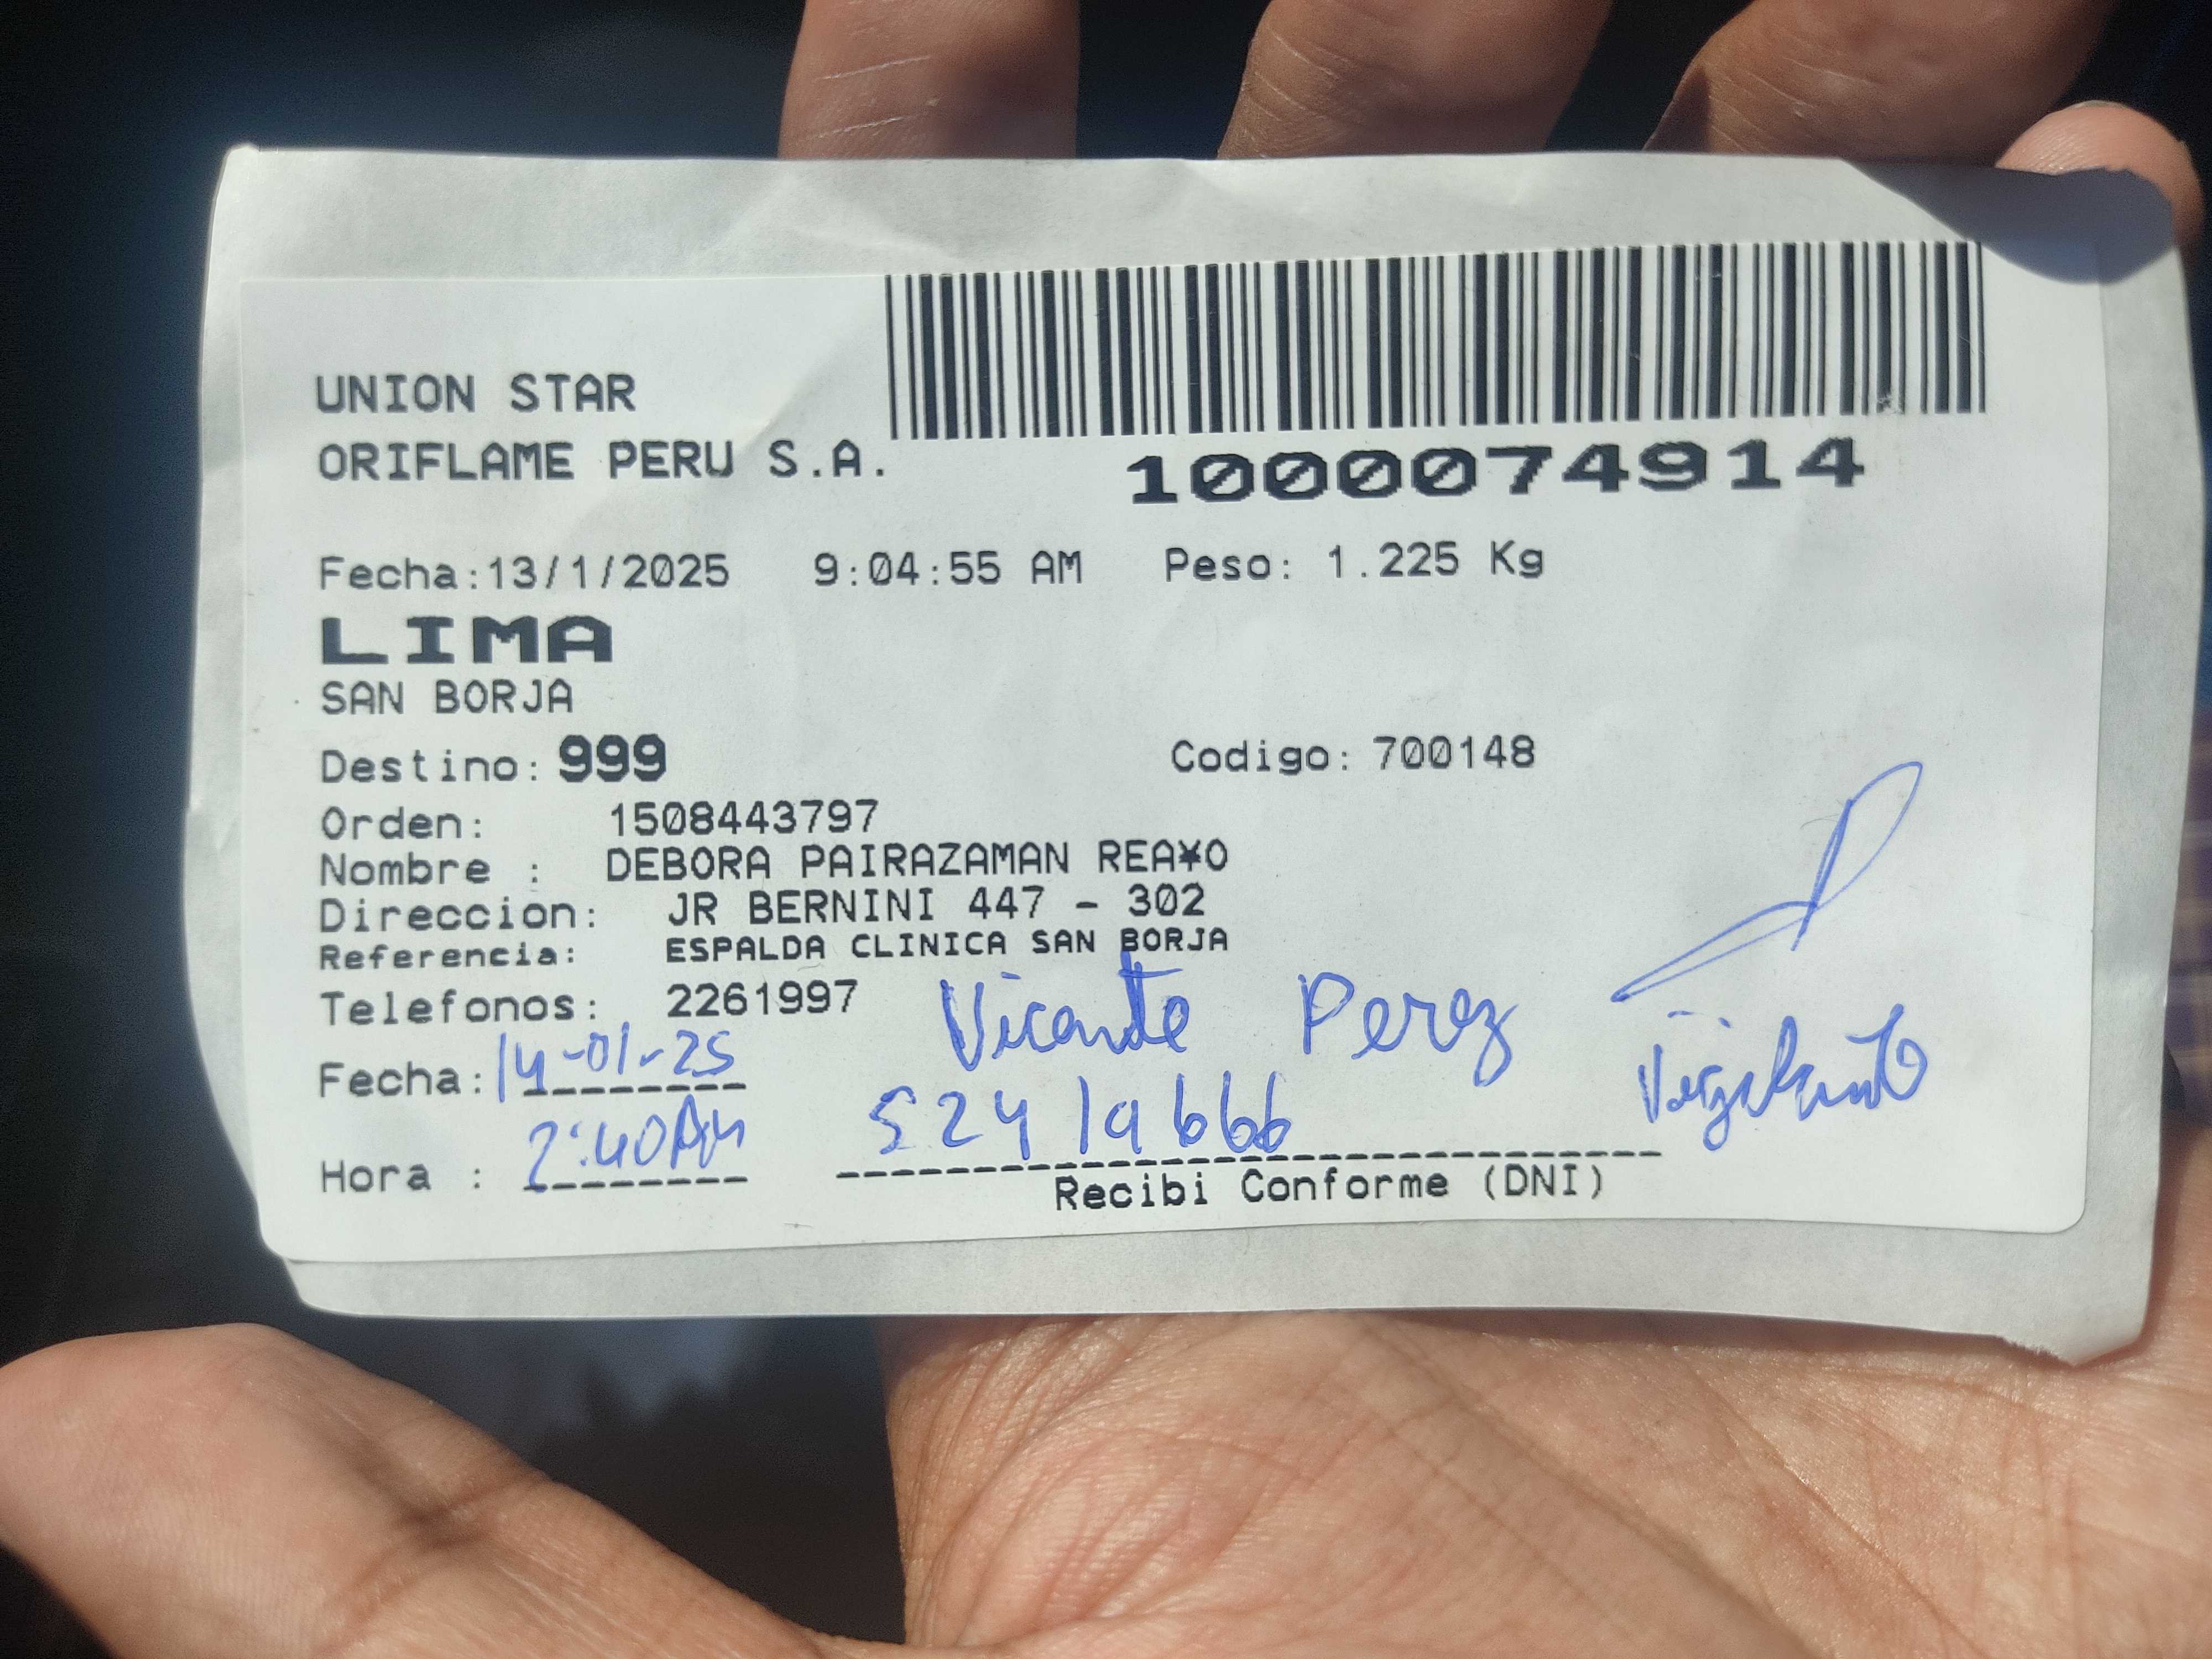 UNION STAR
ORIFLAME PERU S.A.
1000074914
Fecha:13/1/2025 9:04:55 AM Peso: 1.225 Kg
LIMA
SAN BORJA
Destino: 999 Codigo: 700148
Orden: 1508443797
Nombre : DEBORA PAIRAZAMAN REA¥O
Direccion: JR BERNINI 447 - 302
Referencia: ESPALDA CLINICA SAN BORJA
Telefonos: 2261997 Vicente Perez
Fecha: 14-01-25 Vigilante
52419666
Hora : 2:40AM
Recibi Conforme (DNI)